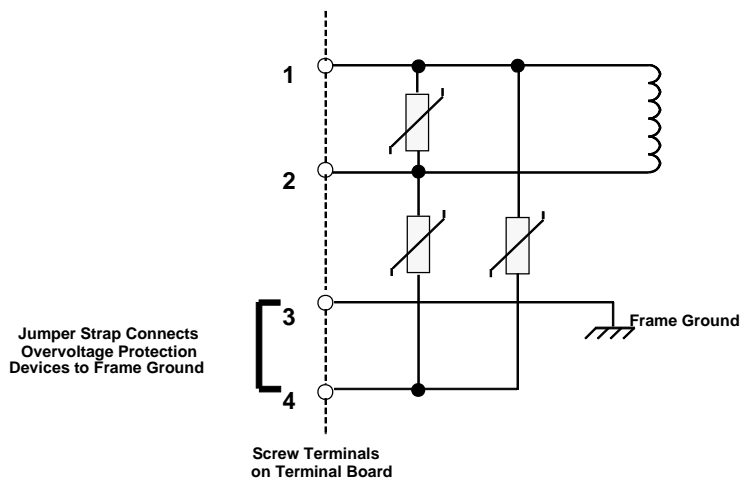 1
2
3
Frame Ground
Jumper Strap Connects
Overvoltage Protection
Devices to Frame Ground
4
Screw Terminals
on Terminal Board